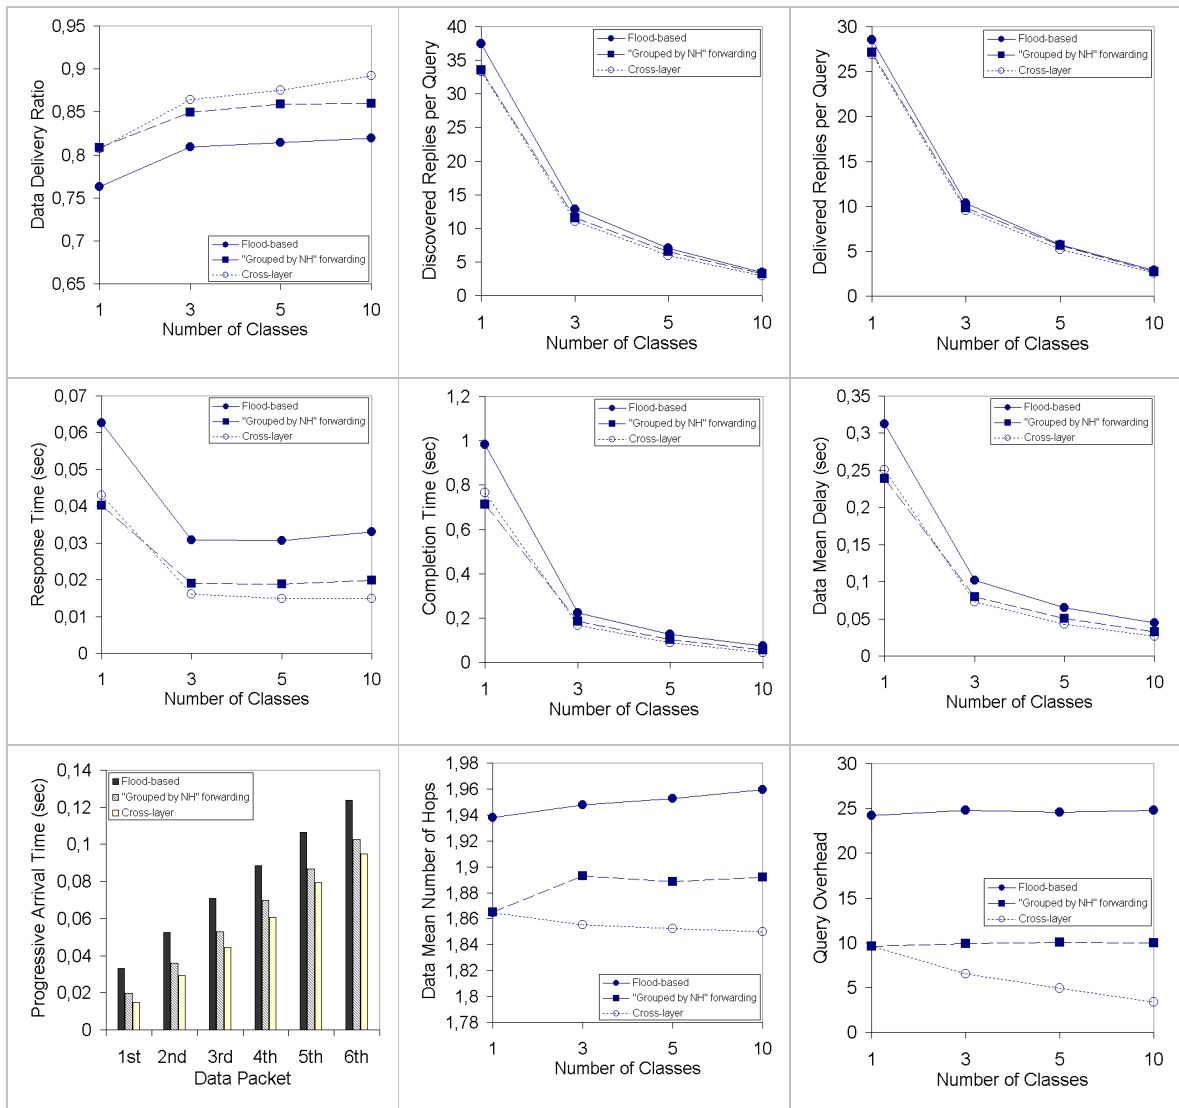 Data Delivery Ratio
0,95
0,9
0,85
0,8
0,75
0,7
0,65
Flood-based
"Grouped by NH" forwarding
Cross-layer
1 3 5 10
Number of Classes
Discovered Replies per Query
40
35
30
25
20
15
10
5
0
Flood-based
"Grouped by NH" forwarding
Cross-layer
1 3 5 10
Number of Classes
Delivered Replies per Query
30
25
20
15
10
5
0
Flood-based
"Grouped by NH" forwarding
Cross-layer
1 3 5 10
Number of Classes
Response Time (sec)
0,07
0,06
0,05
0,04
0,03
0,02
0,01
0
Flood-based
"Grouped by NH" forwarding
Cross-layer
1 3 5 10
Number of Classes
Completion Time (sec)
1,2
1
0,8
0,6
0,4
0,2
0
Flood-based
"Grouped by NH" forwarding
Cross-layer
1 3 5 10
Number of Classes
Data Mean Delay (sec)
0,35
0,3
0,25
0,2
0,15
0,1
0,05
0
Flood-based
"Grouped by NH" forwarding
Cross-layer
1 3 5 10
Number of Classes
Progressive Arrival Time (sec)
0,14
0,12
0,1
0,08
0,06
0,04
0,02
0
Flood-based
"Grouped by NH" forwarding
Cross-layer
1st 2nd 3rd 4th 5th 6th
Data Packet
Data Mean Number of Hops
1,98
1,96
1,94
1,92
1,9
1,88
1,86
1,84
1,82
1,8
1,78
Flood-based
"Grouped by NH" forwarding
Cross-layer
1 3 5 10
Number of Classes
Query Overhead
30
25
20
15
10
5
0
Flood-based
"Grouped by NH" forwarding
Cross-layer
1 3 5 10
Number of Classes